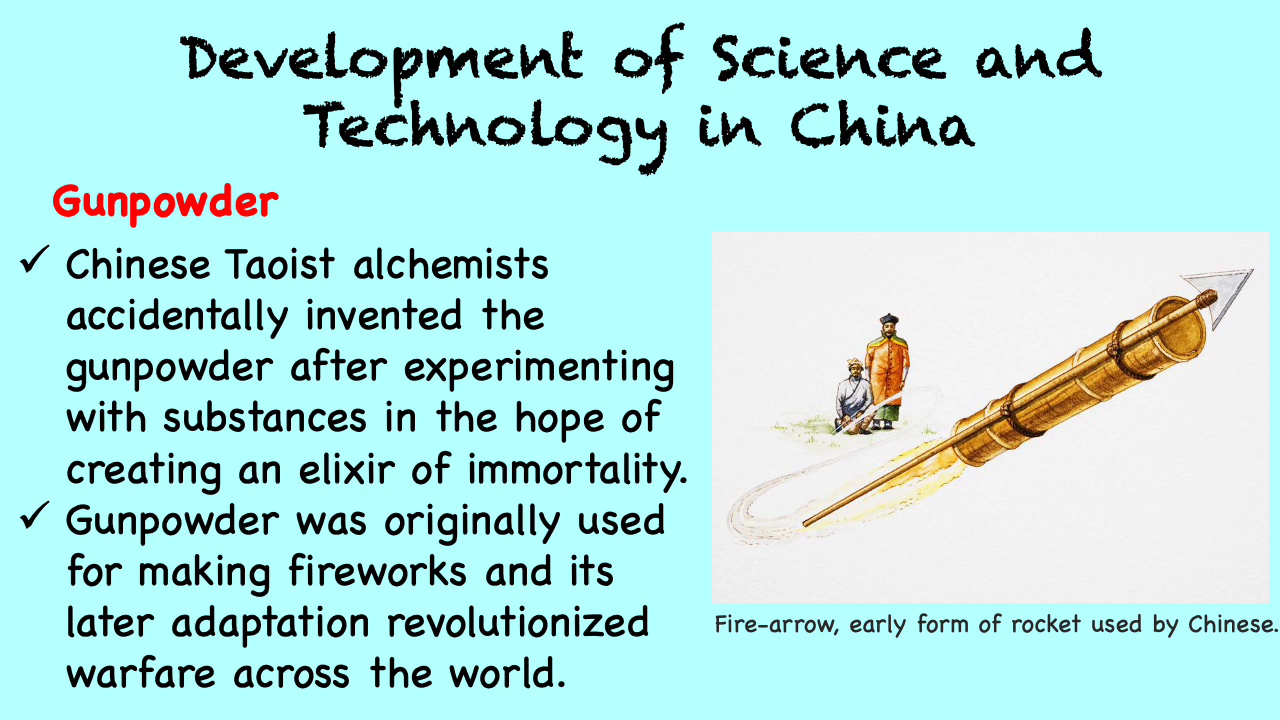 Development of Science and
Technology in China
Gunpowder
✓ Chinese Taoist alchemists
accidentally invented the
gunpowder after experimenting
with substances in the hope of
creating an elixir of immortality.
✓ Gunpowder was originally used
for making fireworks and its
later adaptation revolutionized
warfare across the world.
Fire-arrow, early form of rocket used by Chinese.